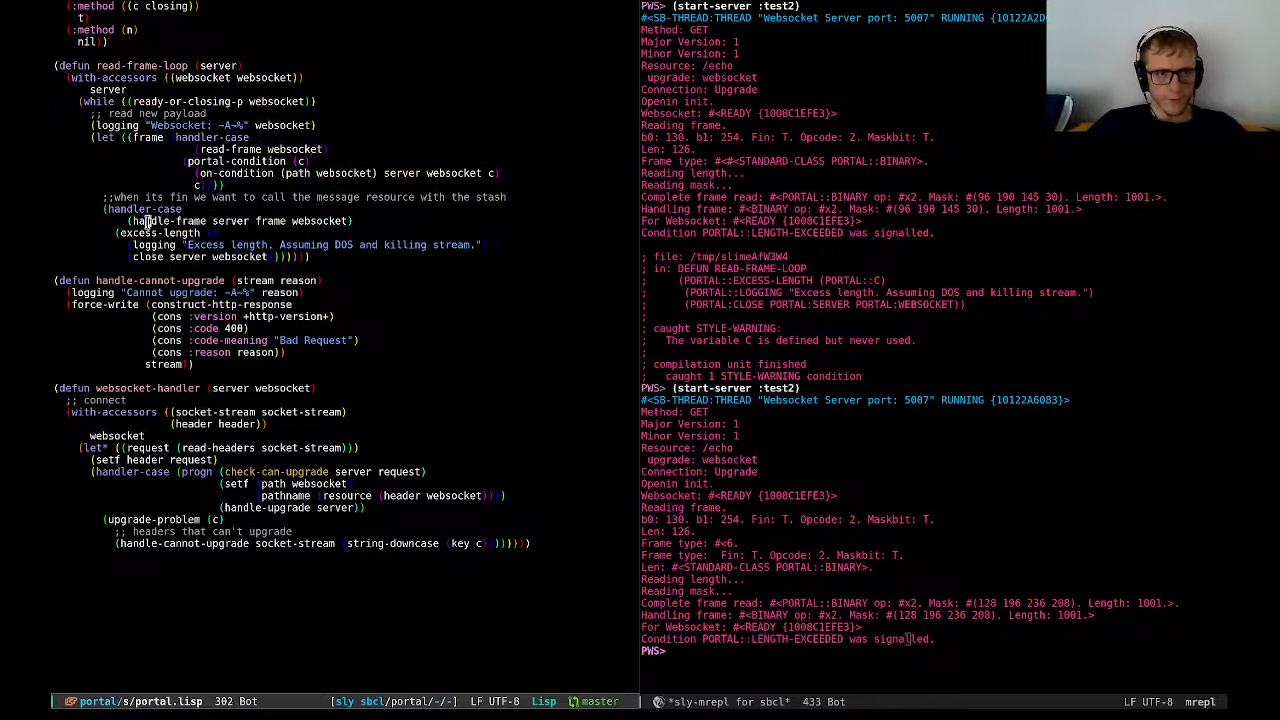 (:method ((c closing)
t)
(:method (n)
nil))
(defun read-frame-loop (server)
(with-accessors ((websocket websocket))
server
(while ((ready-or-closing-p websocket))
;; read new payload
(logging "Websocket: ~A~%" websocket)
(let ((frame (handler-case
(read-frame websocket)
(portal-condition (c)
(on-condition (path websocket) server websocket c)
c))))
;;when its fin we want to call the message resource with the stash
(handler-case
(handle-frame server frame websocket)
(excess-length ()
(logging "Excess length. Assuming DOS and killing stream.")
(close server websocket))))))
(defun handle-cannot-upgrade (stream reason)
(logging "Cannot upgrade: ~A~%" reason)
(force-write (construct-http-response
(cons :version +http-version+)
(cons :code 400)
(cons :code-meaning "Bad Request")
(cons :reason reason))
stream))
(defun websocket-handler (server websocket)
;; connect
(with-accessors ((socket-stream socket-stream)
(header header))
websocket
(let* ((request (read-headers socket-stream)))
(setf header request)
(handler-case (progn (check-can-upgrade server request)
(setf (path websocket)
(pathname (resource (header websocket))))
(handle-upgrade server))
(upgrade-problem (c)
;; headers that can't upgrade
(handle-cannot-upgrade socket-stream (string-downcase (key c))))))))
portal/s/portal.lisp 302 Bot [sly sbcl/portal/-/-] LF UTF-8 Lisp master
PWS> (start-server :test2)
#<SB-THREAD:THREAD "Websocket Server port: 5007" RUNNING {10122A2D
Method: GET
Major Version: 1
Minor Version: 1
Resource: /echo
upgrade: websocket
Connection: Upgrade
Openin init.
Websocket: #<READY {1008C1EFE3}>
Reading frame.
b0: 130. b1: 254. Fin: T. Opcode: 2. Maskbit: T.
Len: 126.
Frame type: #<#<STANDARD-CLASS PORTAL::BINARY>.
Reading length...
Reading mask...
Complete frame read: #<PORTAL::BINARY op: #x2. Mask: #(96 190 145 30). Length: 1001.>.
Handling frame: #<BINARY op: #x2. Mask: #(96 190 145 30). Length: 1001.>
For Websocket: #<READY {1008C1EFE3}>
Condition PORTAL::LENGTH-EXCEEDED was signalled.
; file: /tmp/slimeAfW3W4
; in: DEFUN READ-FRAME-LOOP
; (PORTAL::EXCESS-LENGTH (PORTAL::C)
; (PORTAL::LOGGING "Excess length. Assuming DOS and killing stream.")
; (PORTAL:CLOSE PORTAL:SERVER PORTAL:WEBSOCKET))
;
; caught STYLE-WARNING:
; The variable C is defined but never used.
;
; compilation unit finished
; caught 1 STYLE-WARNING condition
PWS> (start-server :test2)
#<SB-THREAD:THREAD "Websocket Server port: 5007" RUNNING {10122A6083}>
Method: GET
Major Version: 1
Minor Version: 1
Resource: /echo
upgrade: websocket
Connection: Upgrade
Openin init.
Websocket: #<READY {1008C1EFE3}>
Reading frame.
b0: 130. b1: 254. Fin: T. Opcode: 2. Maskbit: T.
Len: 126.
Frame type: #<6.
Frame type:  Fin: T. Opcode: 2. Maskbit: T.
Len: #<STANDARD-CLASS PORTAL::BINARY>.
Reading length...
Reading mask...
Complete frame read: #<PORTAL::BINARY op: #x2. Mask: #(128 196 236 208). Length: 1001.>.
Handling frame: #<BINARY op: #x2. Mask: #(128 196 236 208). Length: 1001.>
For Websocket: #<READY {1008C1EFE3}>
Condition PORTAL::LENGTH-EXCEEDED was signalled.
PWS>
*sly-mrepl for sbcl* 433 Bot LF UTF-8 mrepl